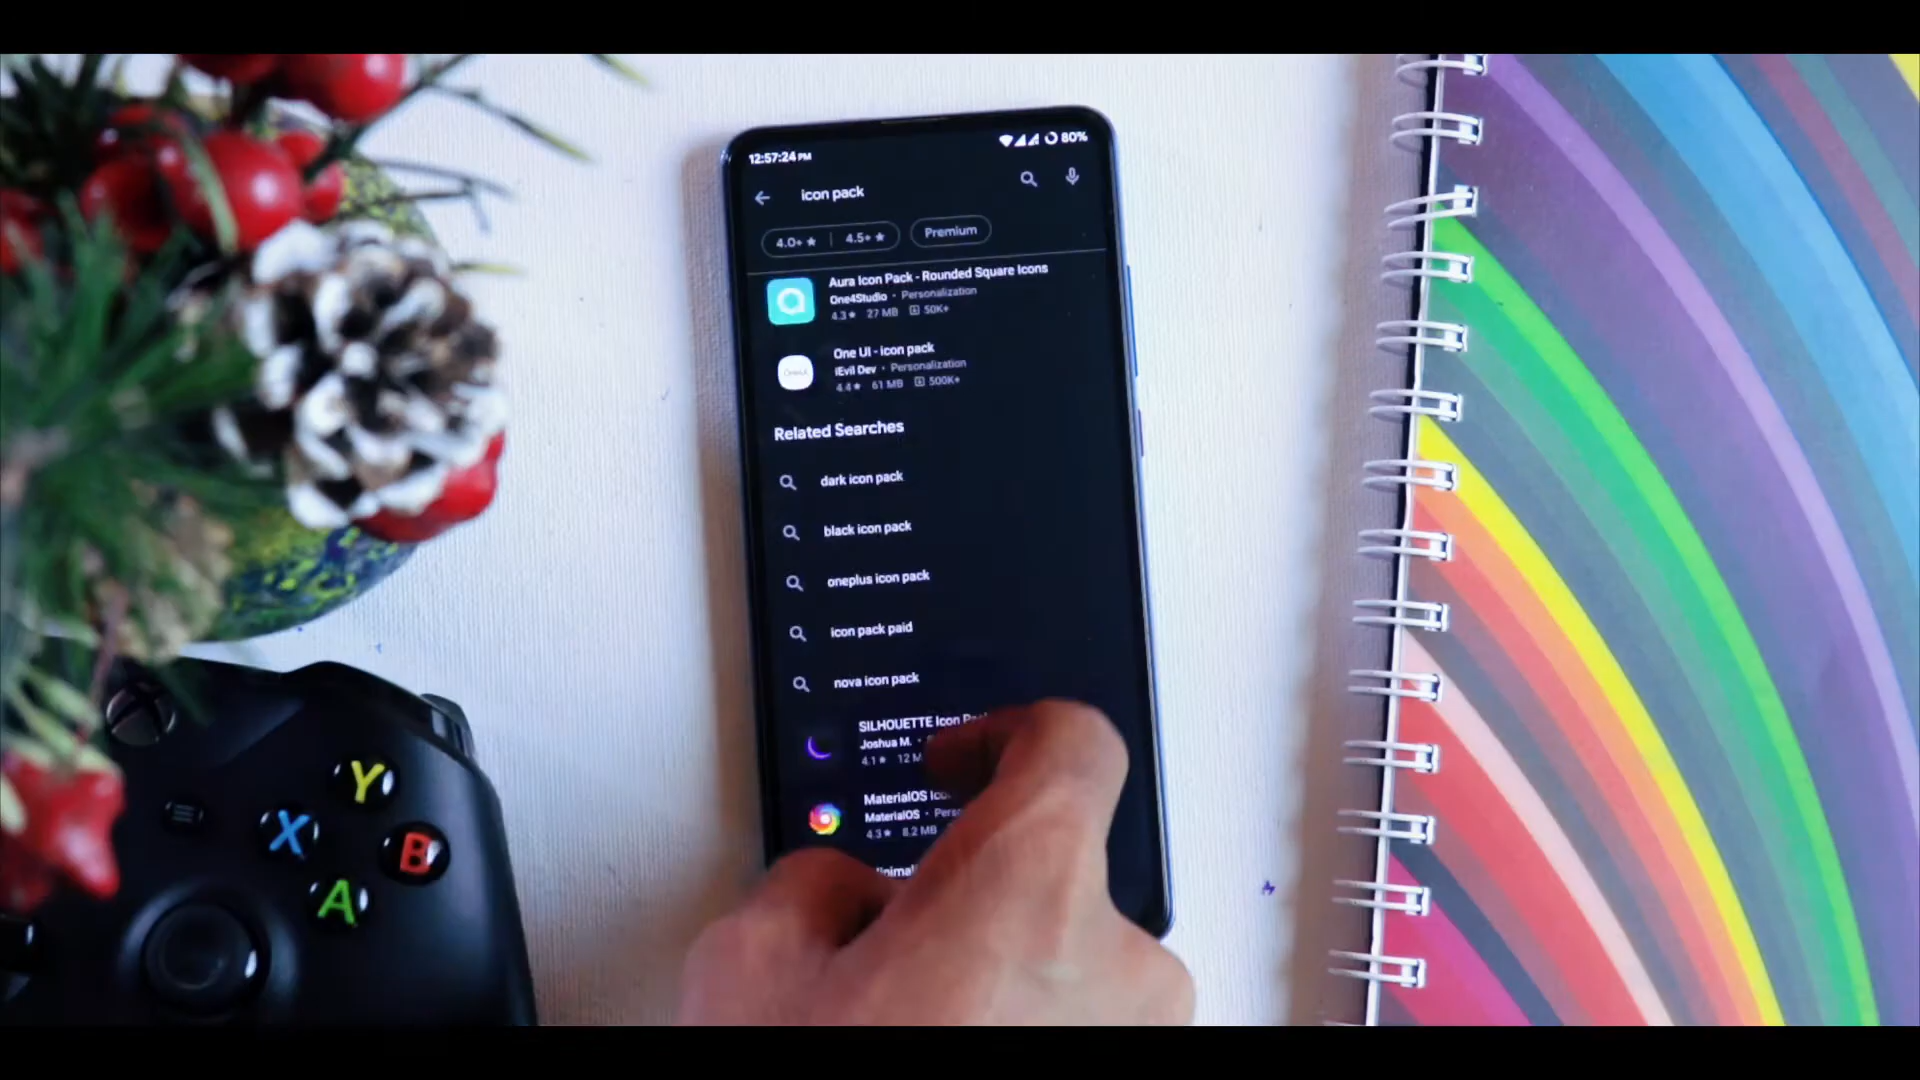 12:57:24 PM
80%
icon pack
4.0+ ★ | 4.5+ ★
Premium
Aura Icon Pack - Rounded Square Icons
One4Studio • Personalization
4.3★ 27 MB 50K+
One UI - icon pack
iEvil Dev • Personalization
4.4★ 61 MB 500K+
Related Searches
dark icon pack
black icon pack
oneplus icon pack
icon pack paid
nova icon pack
SILHOUETTE Icon
Joshua M. •
4.1★ 12
MaterialOS
MaterialOS •
4.3★ 8.2 MB
Y
X
B
A